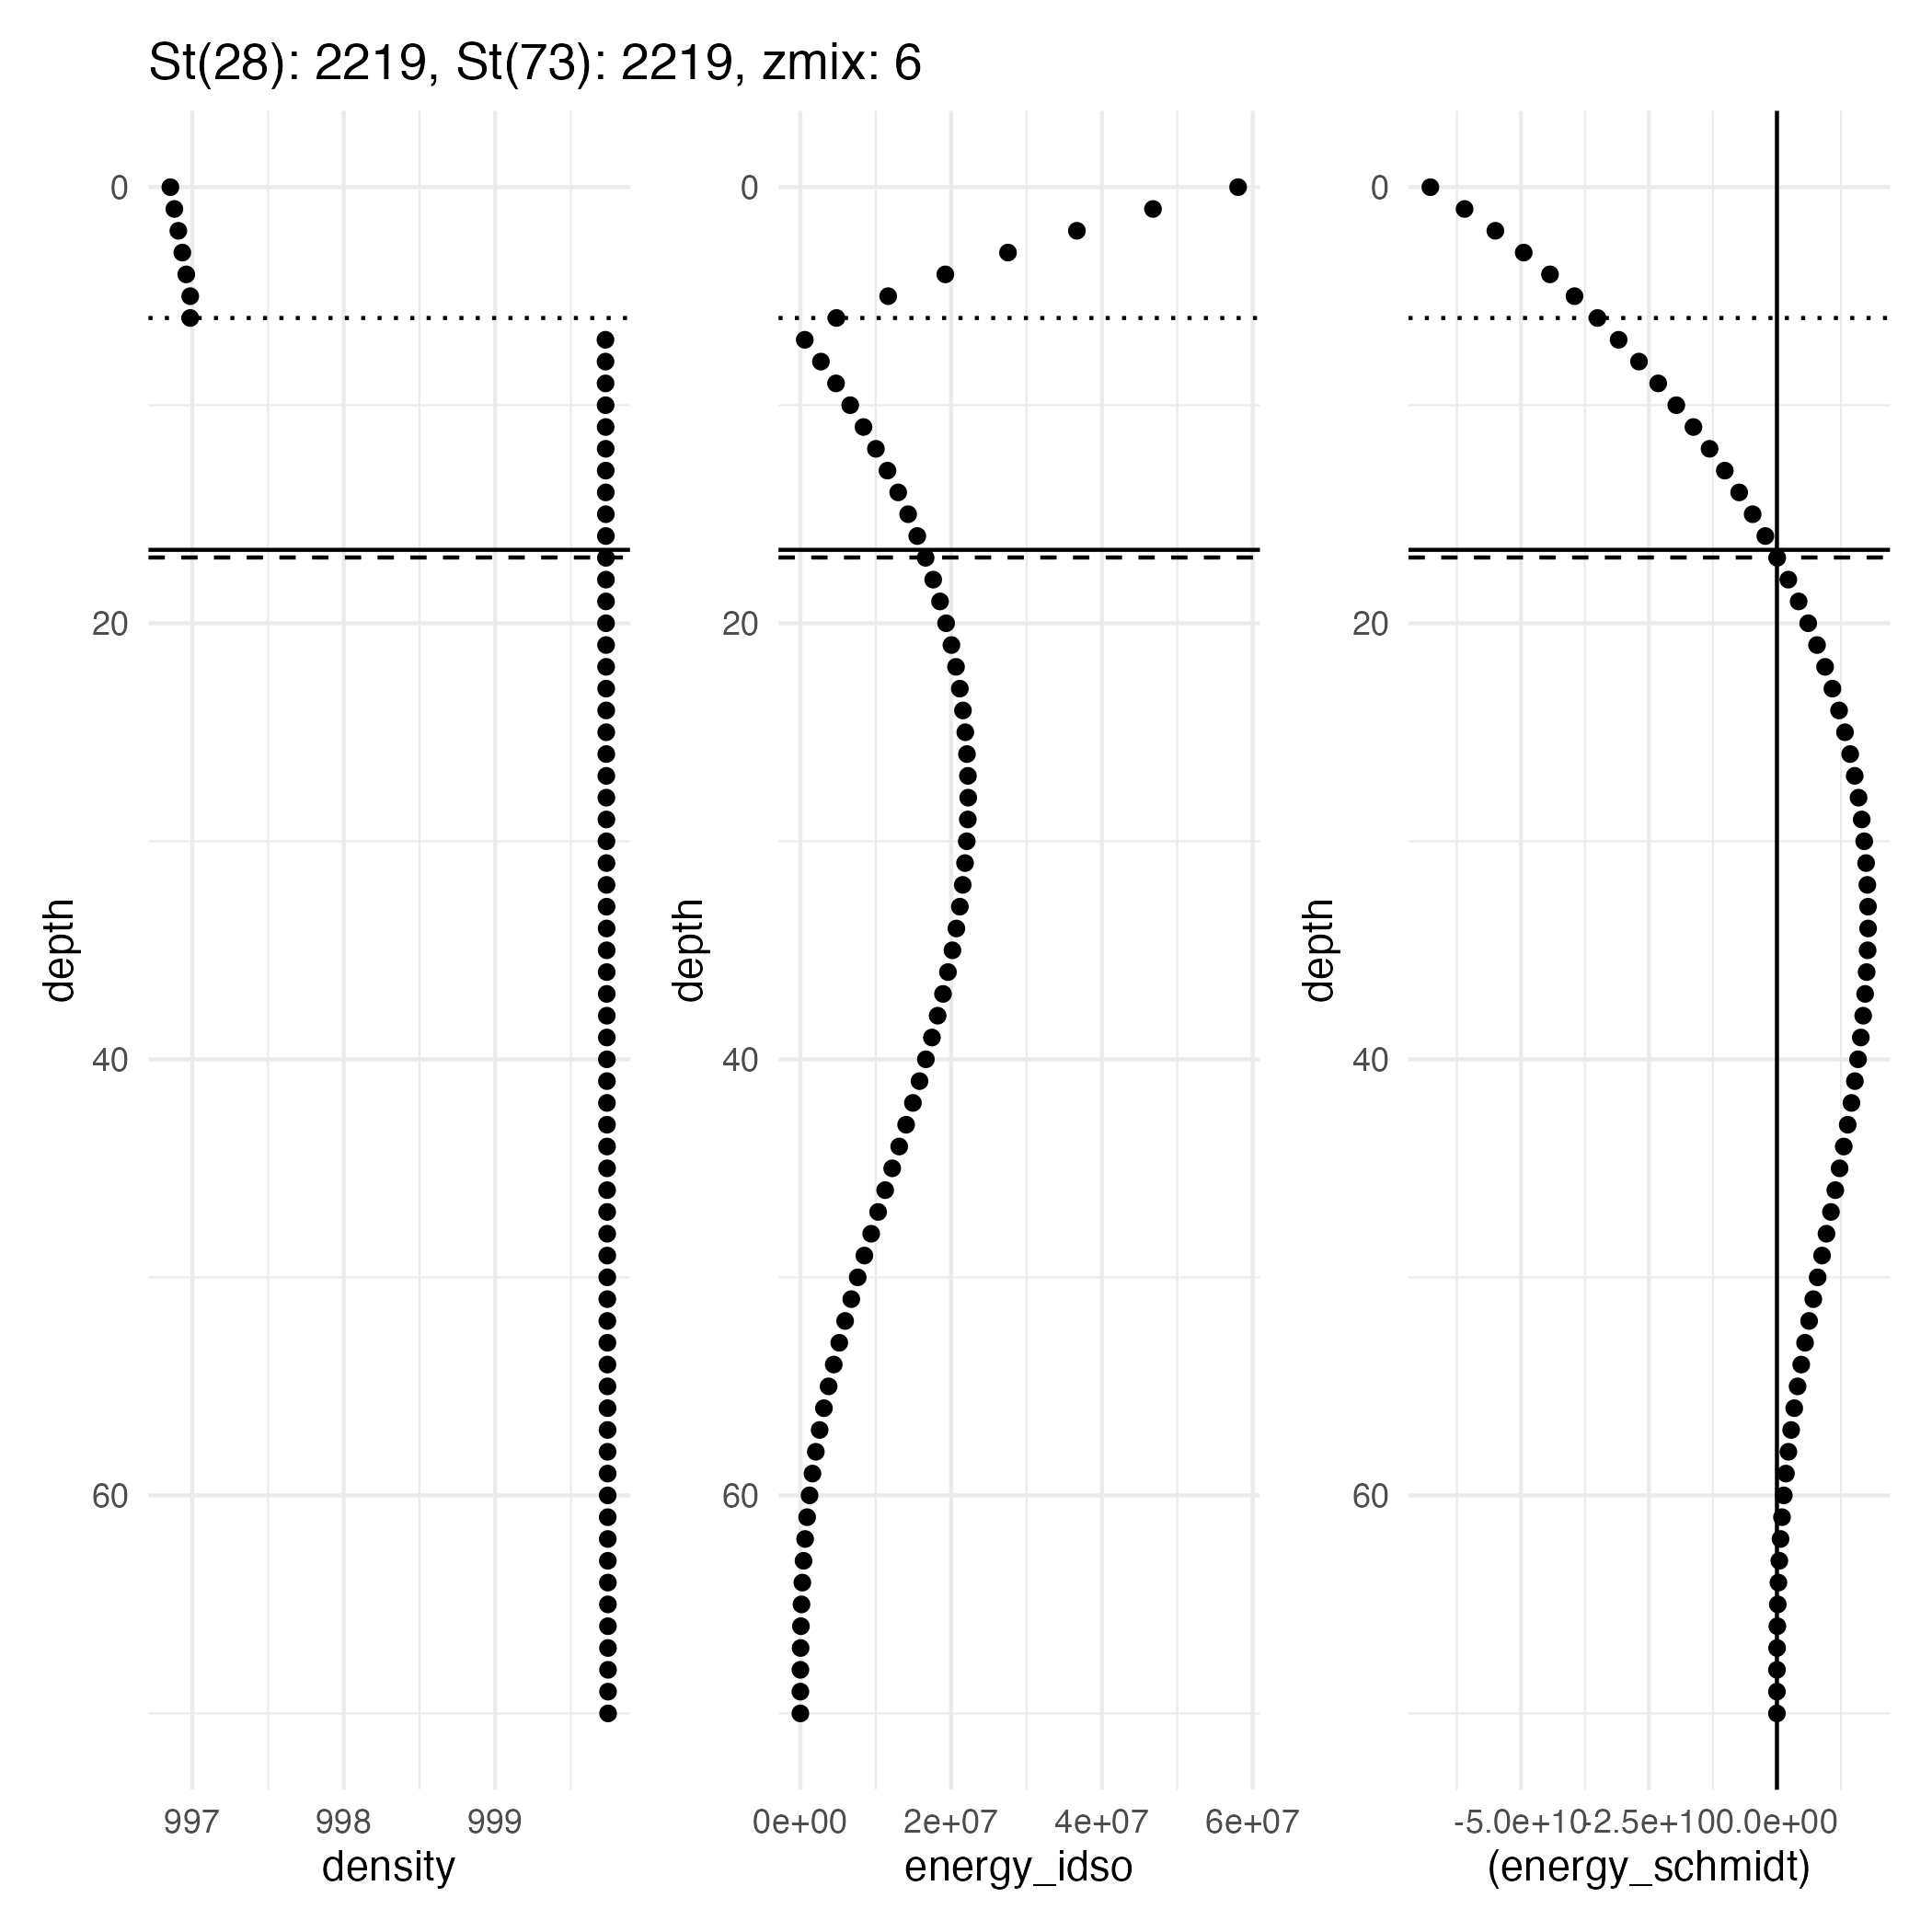 St(28): 2219, St(73): 2219, zmix: 6
0
20
40
60
depth
997 998 999
density
0
20
40
60
depth
0e+00 2e+07 4e+07 6e+07
energy_idso
0
20
40
60
depth
-5.0e+10 -2.5e+10 0.0e+00
(energy_schmidt)